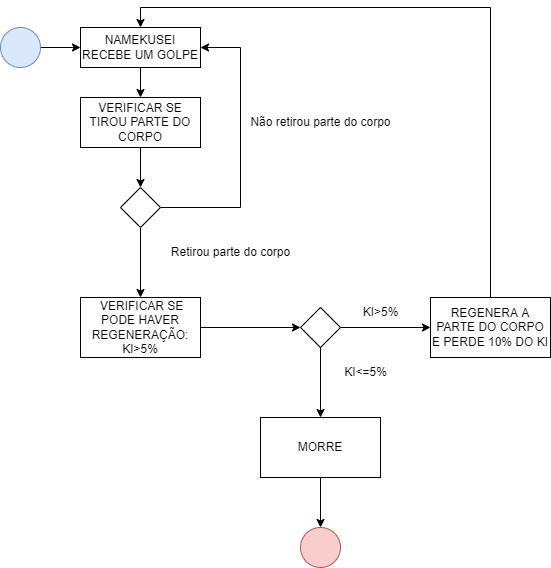 NAMEKUSEI
RECEBE UM GOLPE
VERIFICAR SE
TIROU PARTE DO
CORPO
Não retirou parte do corpo
Retirou parte do corpo
VERIFICAR SE
PODE HAVER
REGENERAÇÃO:
KI>5%
KI>5%
REGENERA A
PARTE DO CORPO
E PERDE 10% DO KI
KI<=5%
MORRE